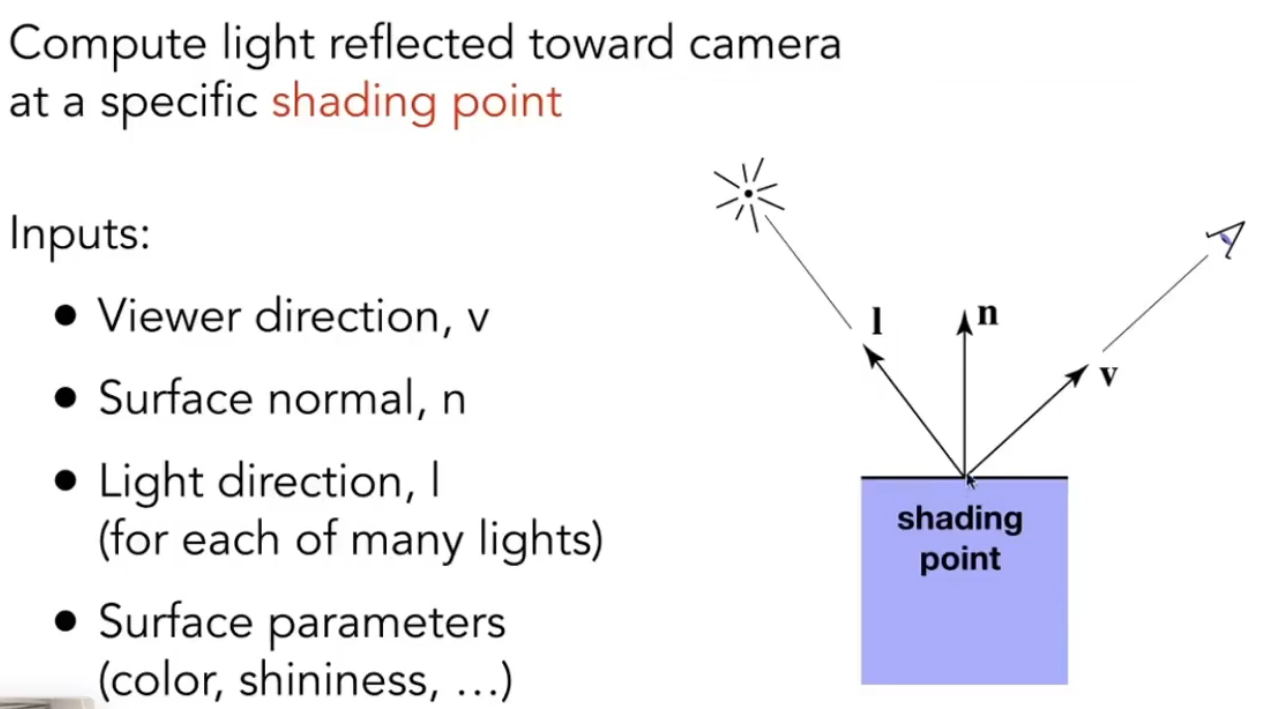 Compute light reflected toward camera
at a specific shading point
Inputs:
● Viewer direction, v
● Surface normal, n
● Light direction, l
(for each of many lights)
● Surface parameters
(color, shininess, …)
l
n
v
shading
point